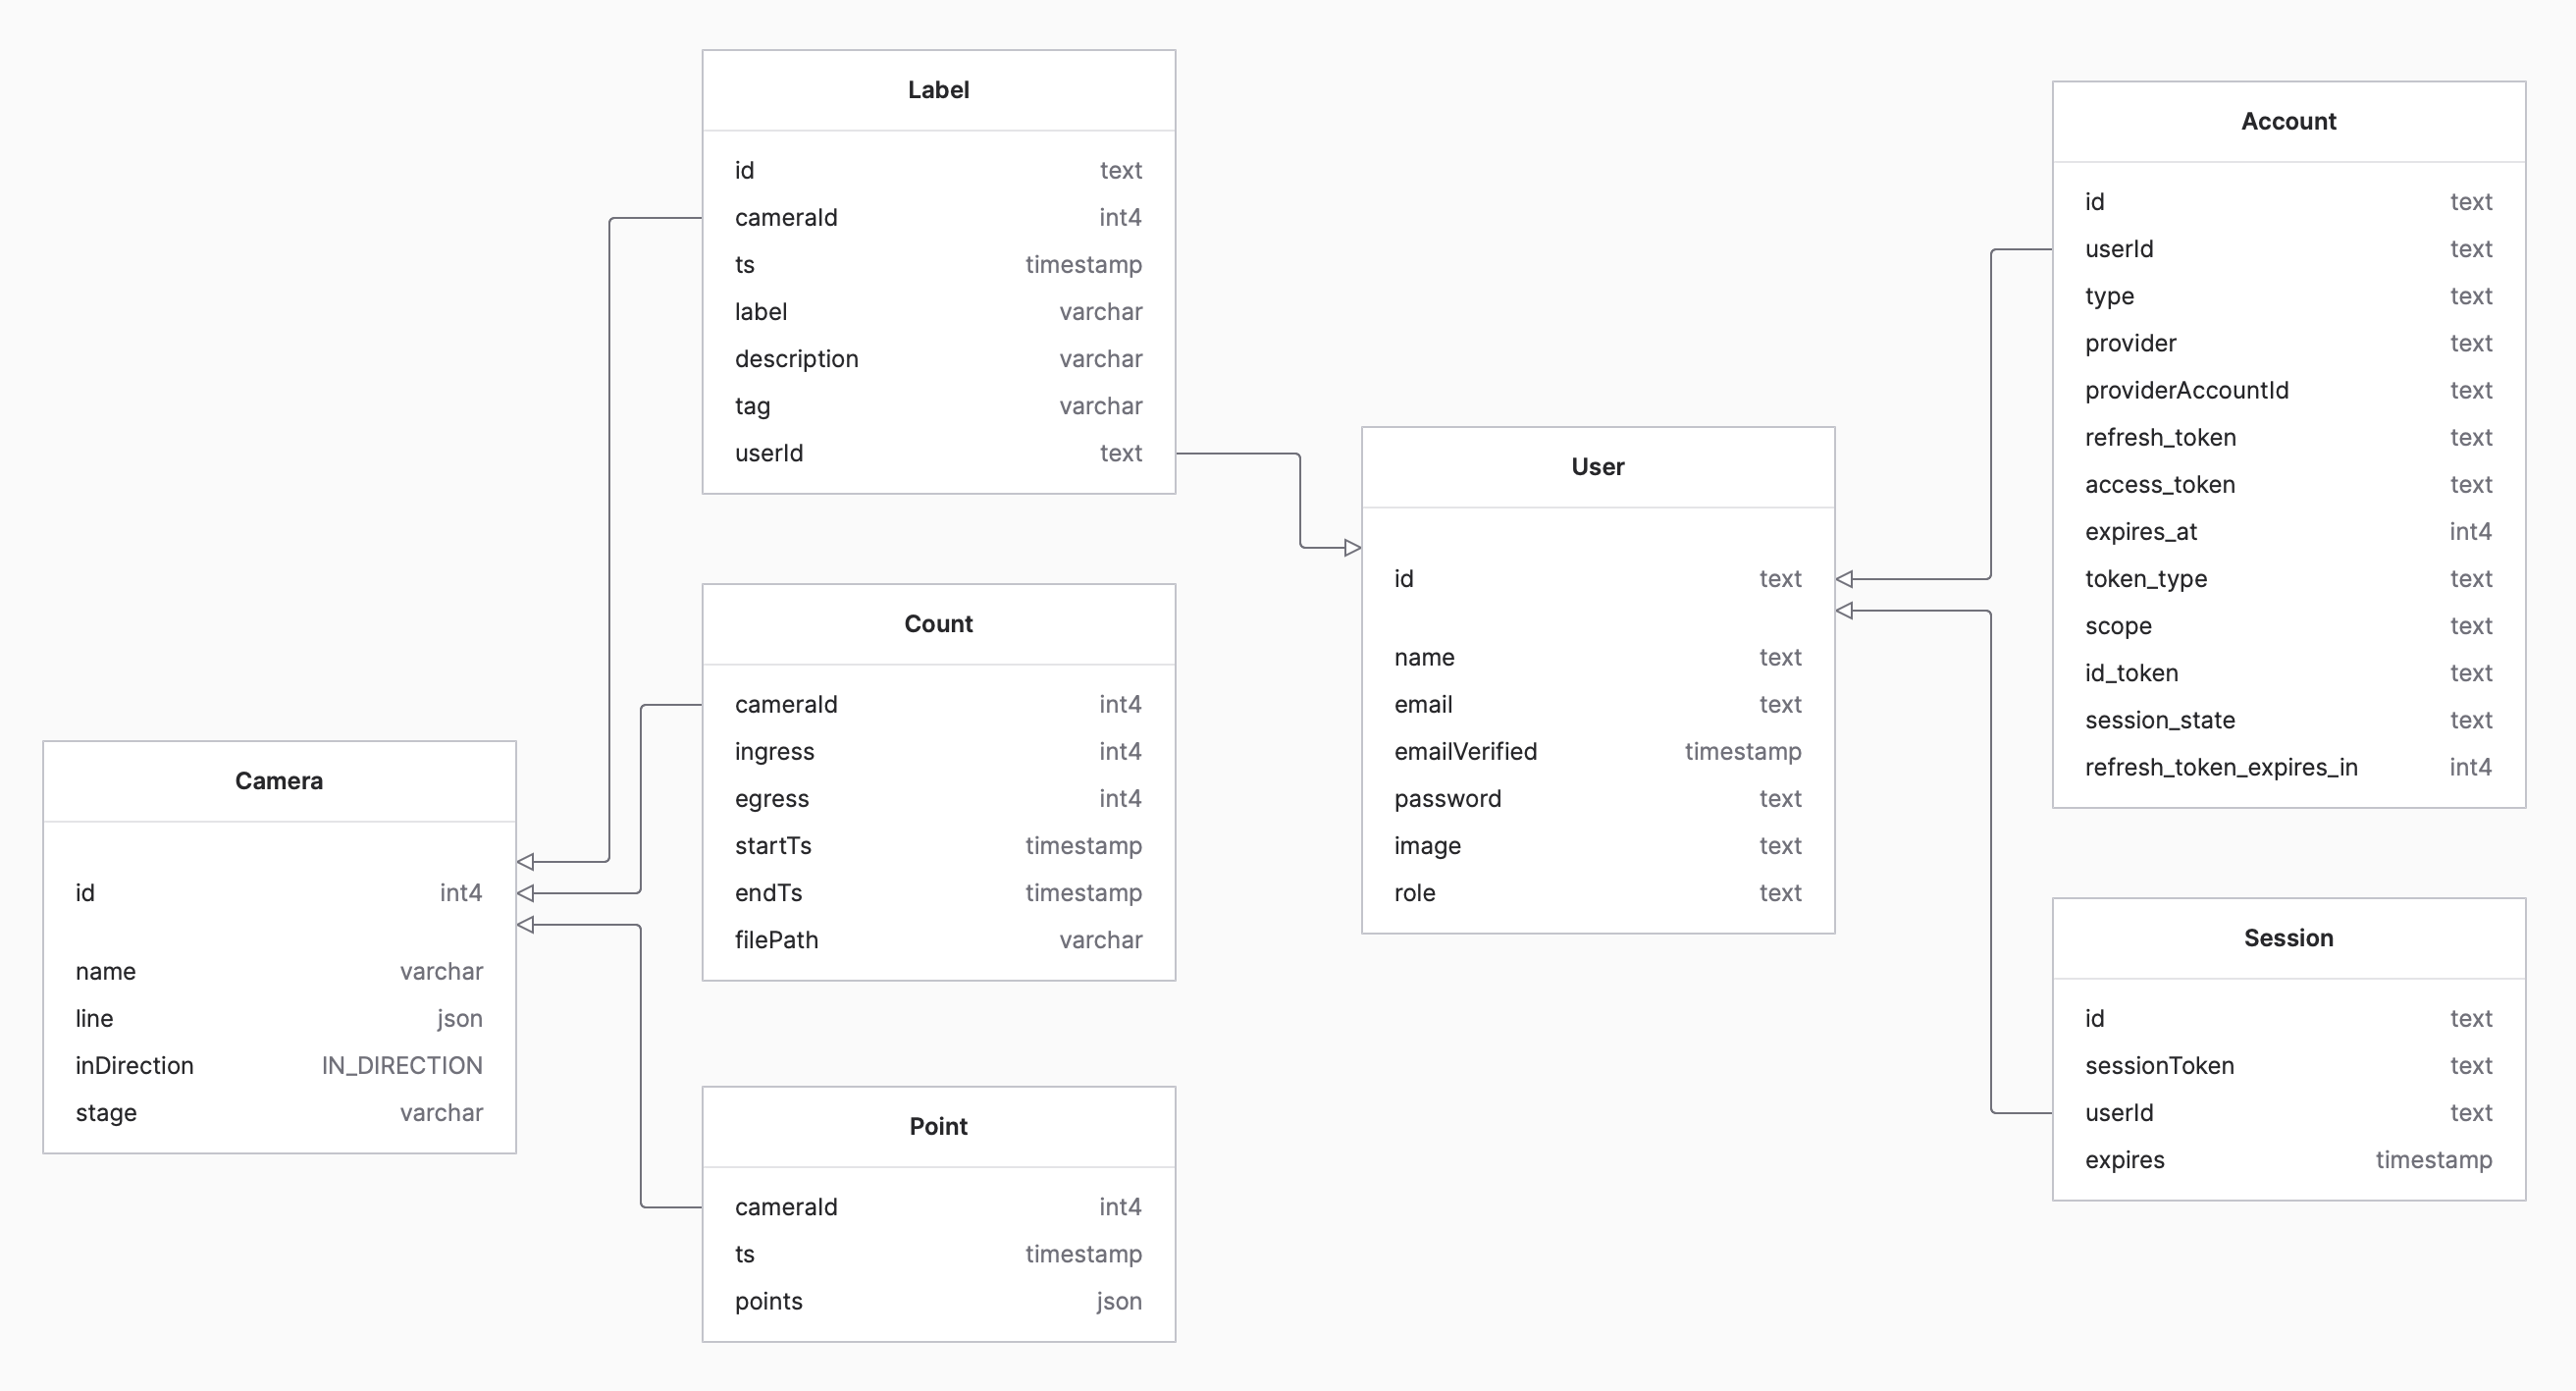 Label
id text
cameraId int4
ts timestamp
label varchar
description varchar
tag varchar
userId text
Count
cameraId int4
ingress int4
egress int4
startTs timestamp
endTs timestamp
filePath varchar
Camera
id int4
name varchar
line json
inDirection IN_DIRECTION
stage varchar
Point
cameraId int4
ts timestamp
points json
User
id text
name text
email text
emailVerified timestamp
password text
image text
role text
Account
id text
userId text
type text
provider text
providerAccountId text
refresh_token text
access_token text
expires_at int4
token_type text
scope text
id_token text
session_state text
refresh_token_expires_in int4
Session
id text
sessionToken text
userId text
expires timestamp